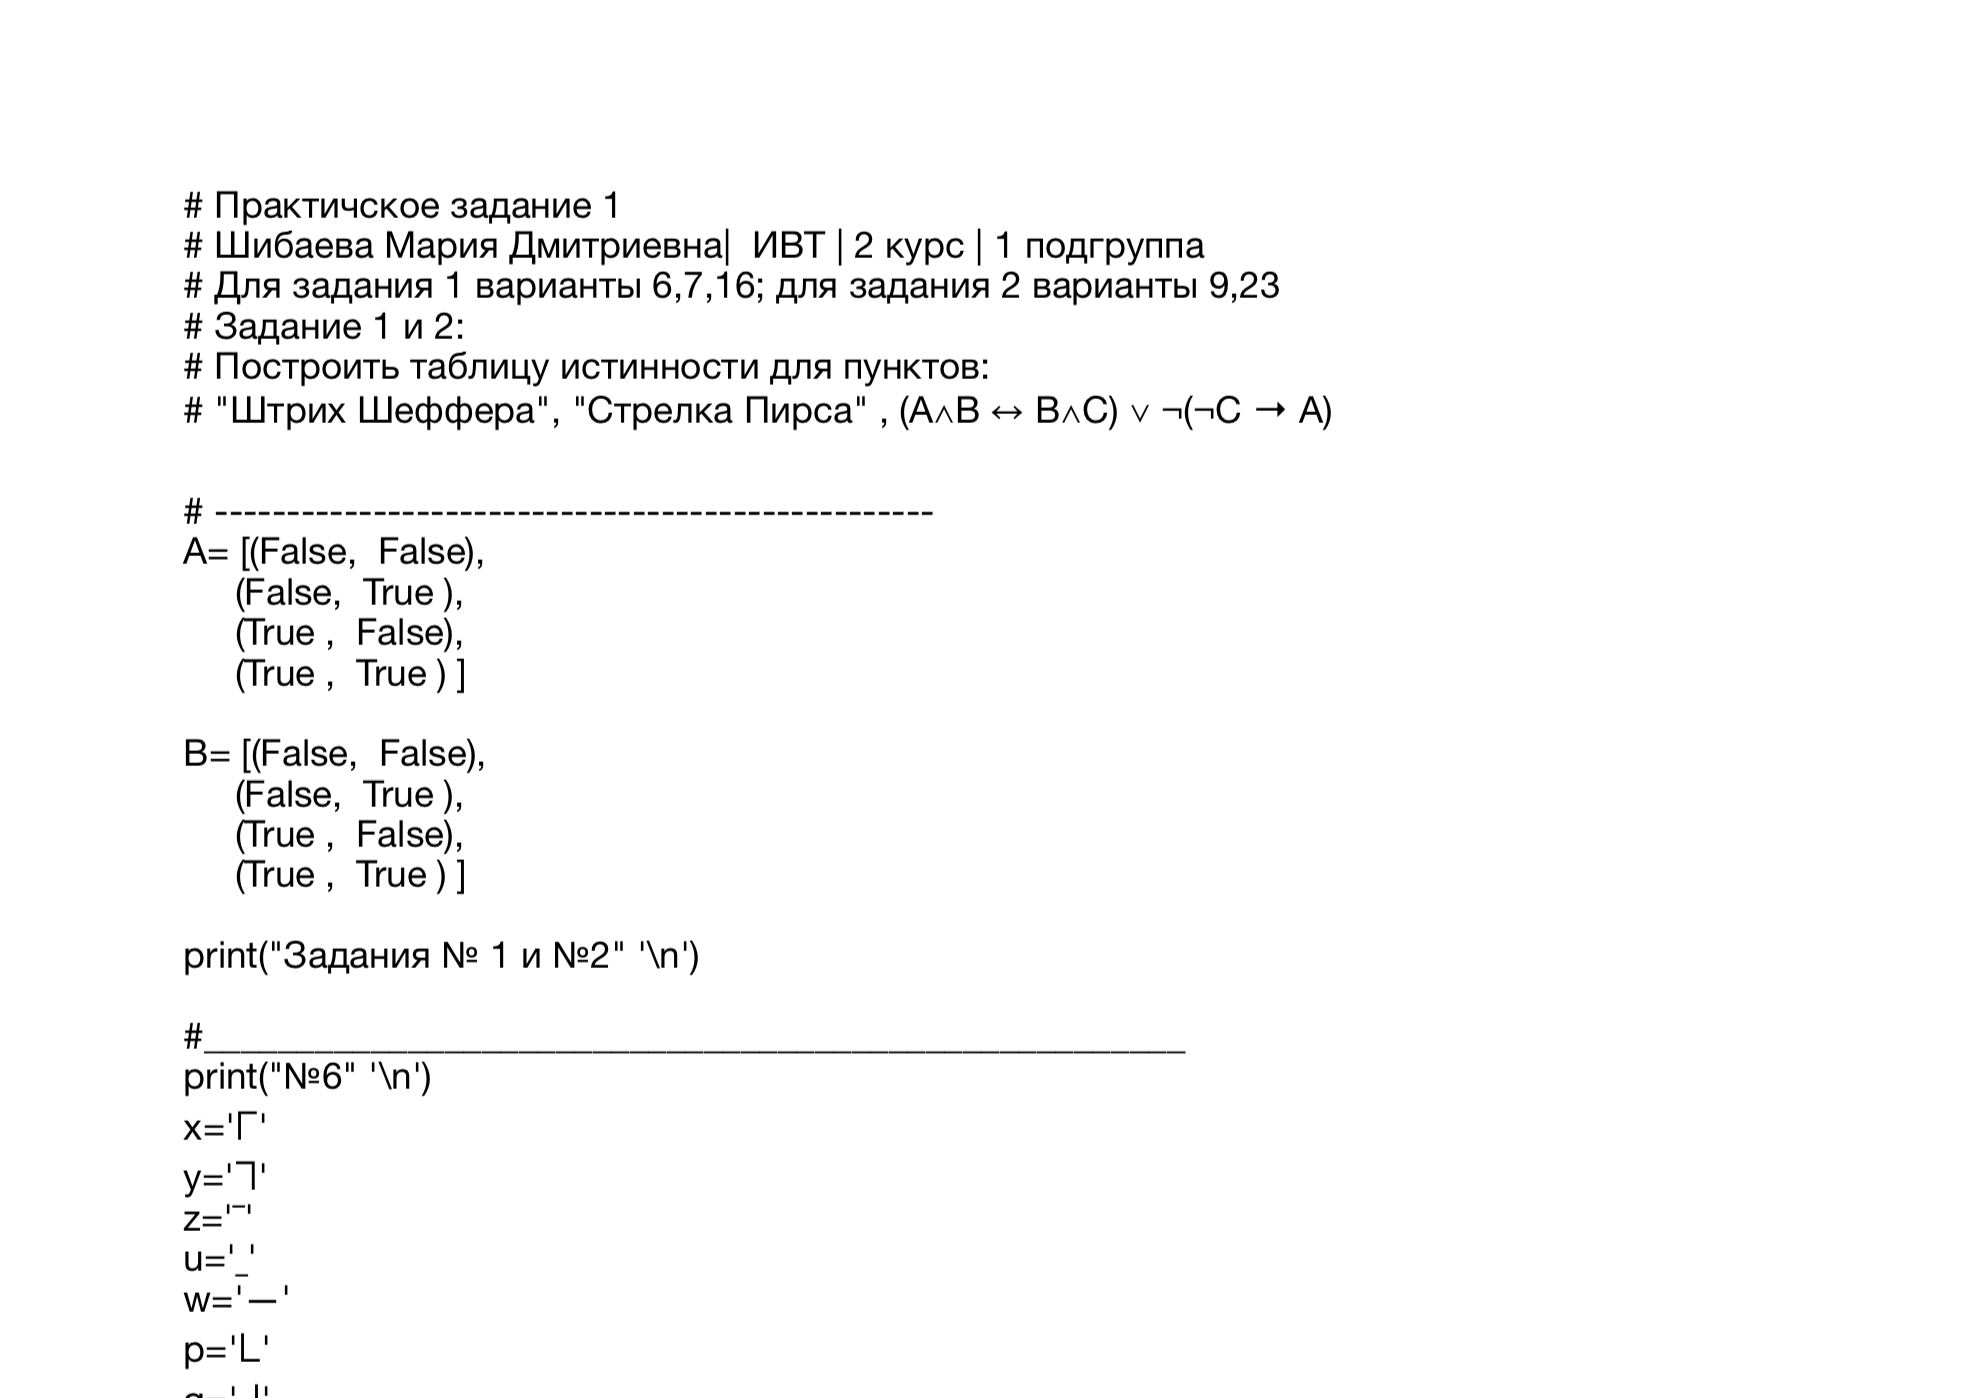 # Практичское задание 1
# Шибаева Мария Дмитриевна|  ИВТ | 2 курс | 1 подгруппа
# Для задания 1 варианты 6,7,16; для задания 2 варианты 9,23
# Задание 1 и 2:
# Построить таблицу истинности для пунктов:
# "Штрих Шеффера", "Стрелка Пирса" , (A∧B ↔ B∧C) ∨ ¬(¬C → A)
# --------------------------------------------------
A= [(False,  False),
(False,  True ),
(True ,  False),
(True ,  True ) ]
B= [(False,  False),
(False,  True ),
(True ,  False),
(True ,  True ) ]
print("Задания № 1 и №2" '\n')
#_____________________________________________________
print("№6" '\n')
x='⎾'
y='⏋'
z='‾'
u='_'
w='—'
p='⎿'